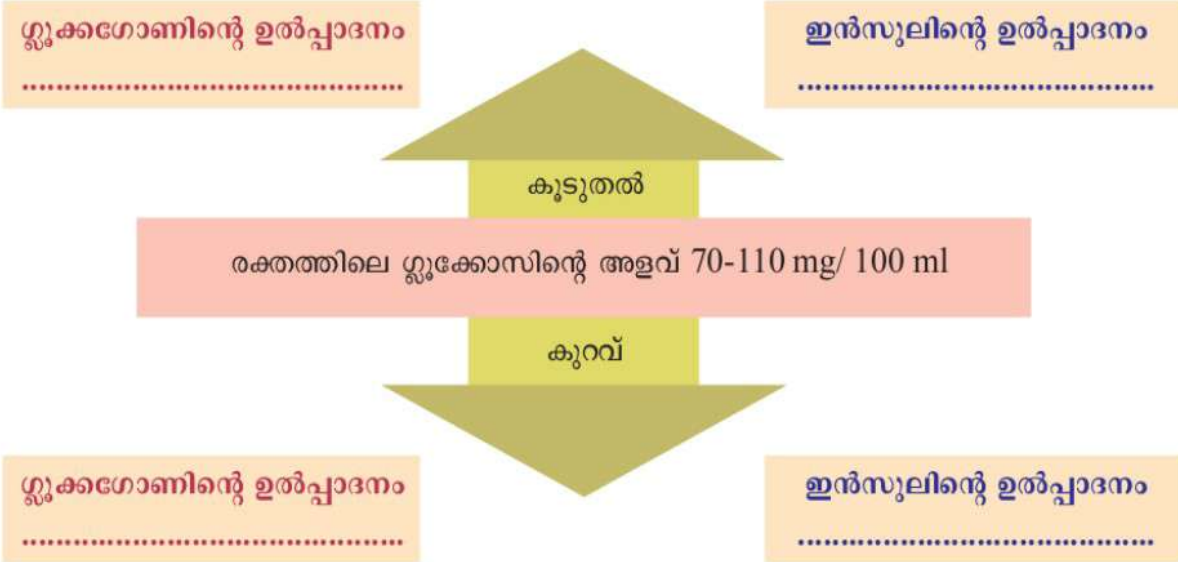 ഗ്ലൂക്കഗോണിന്റെ ഉൽപ്പാദനം
............................................
ഇൻസുലിന്റെ ഉൽപ്പാദനം
.........................................
കൂടുതൽ
രക്തത്തിലെ ഗ്ലൂക്കോസിന്റെ അളവ് 70-110 mg/ 100 ml
കുറവ്
ഗ്ലൂക്കഗോണിന്റെ ഉൽപ്പാദനം
............................................
ഇൻസുലിന്റെ ഉൽപ്പാദനം
.........................................